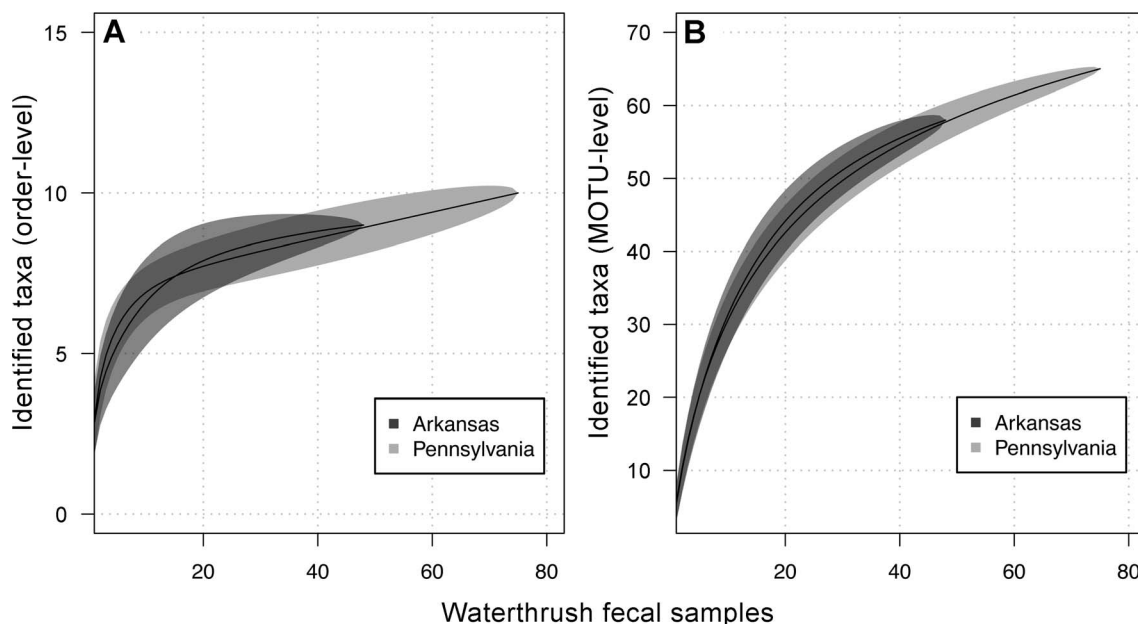 A
Identified taxa (order-level)
15
10
5
0
20
40
60
80
Arkansas
Pennsylvania
B
Identified taxa (MOTU-level)
70
60
50
40
30
20
10
20
40
60
80
Arkansas
Pennsylvania
Waterthrush fecal samples